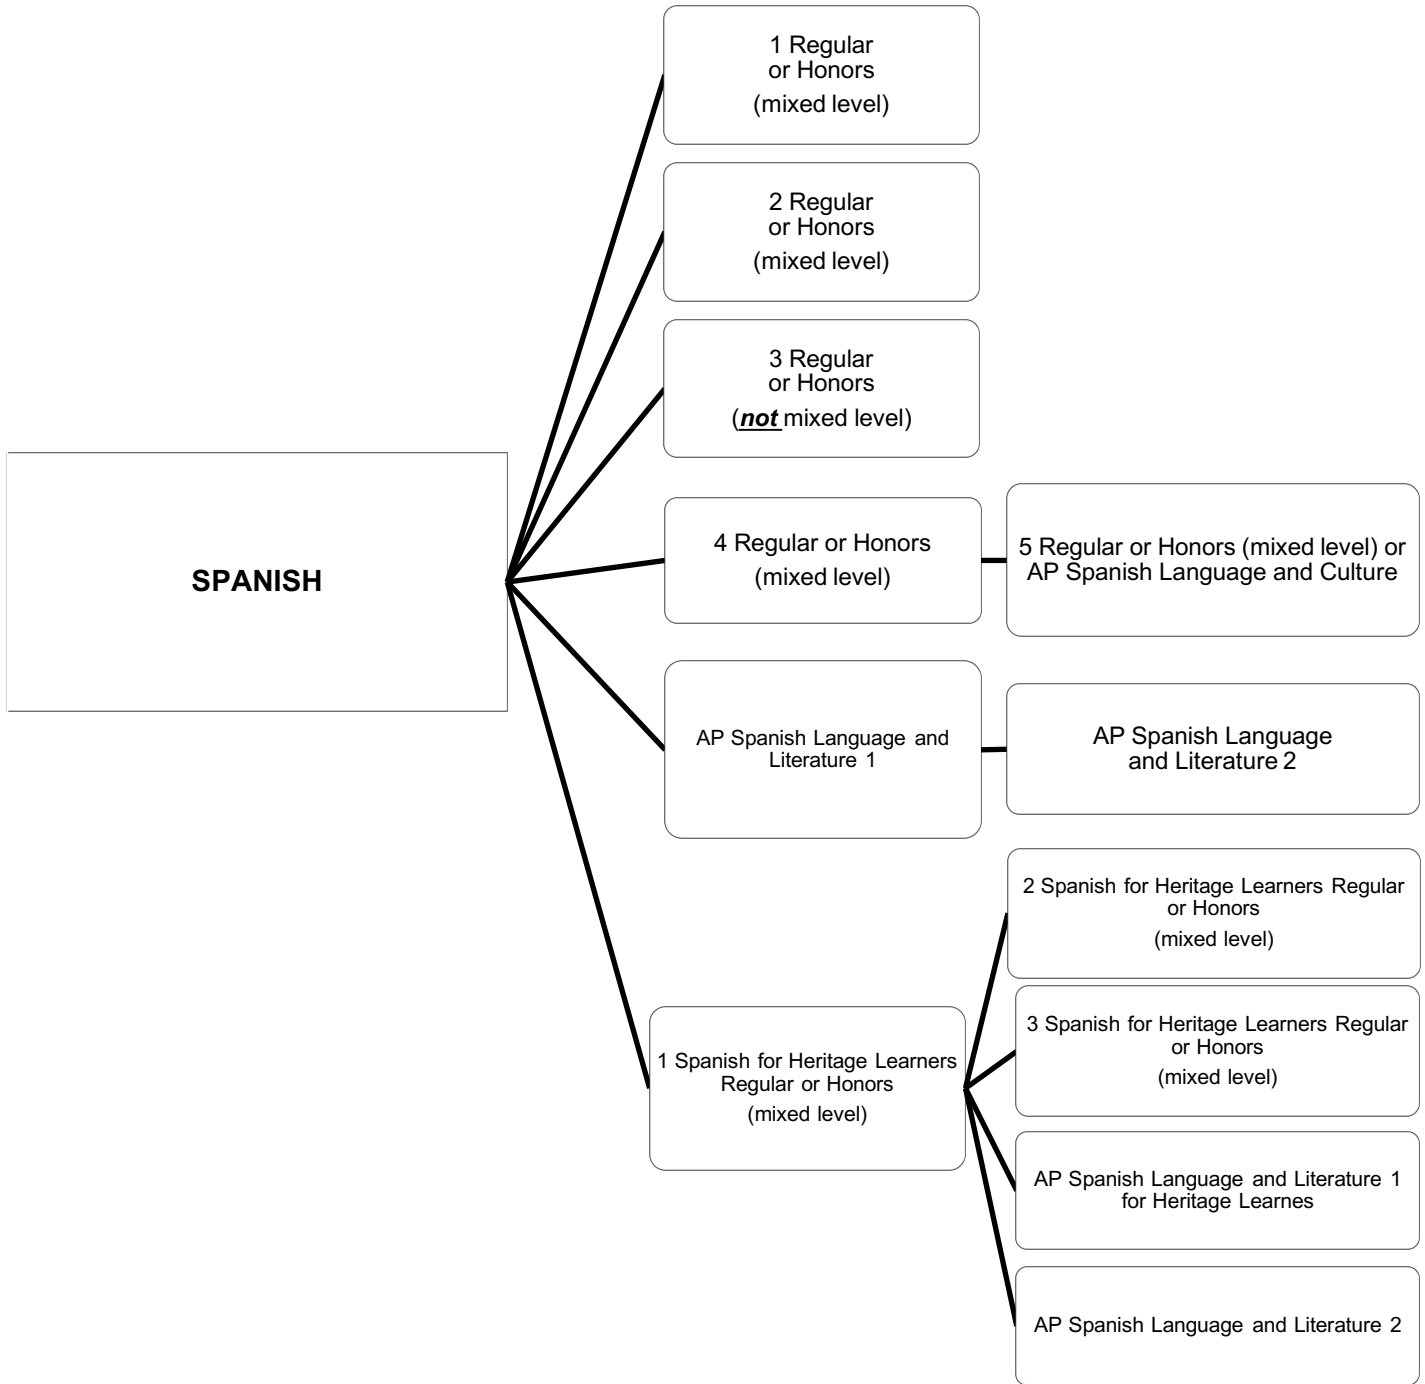 1 Regular
or Honors
(mixed level)
2 Regular
or Honors
(mixed level)
3 Regular
or Honors
(not mixed level)
SPANISH
4 Regular or Honors
(mixed level)
5 Regular or Honors (mixed level) or
AP Spanish Language and Culture
AP Spanish Language and
Literature 1
AP Spanish Language
and Literature 2
1 Spanish for Heritage Learners
Regular or Honors
(mixed level)
2 Spanish for Heritage Learners Regular
or Honors
(mixed level)
3 Spanish for Heritage Learners Regular
or Honors
(mixed level)
AP Spanish Language and Literature 1
for Heritage Learnes
AP Spanish Language and Literature 2